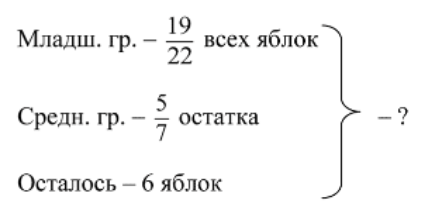 Младш. гр. – 19/22 всех яблок
Средн. гр. – 5/7 остатка
Осталось – 6 яблок
– ?